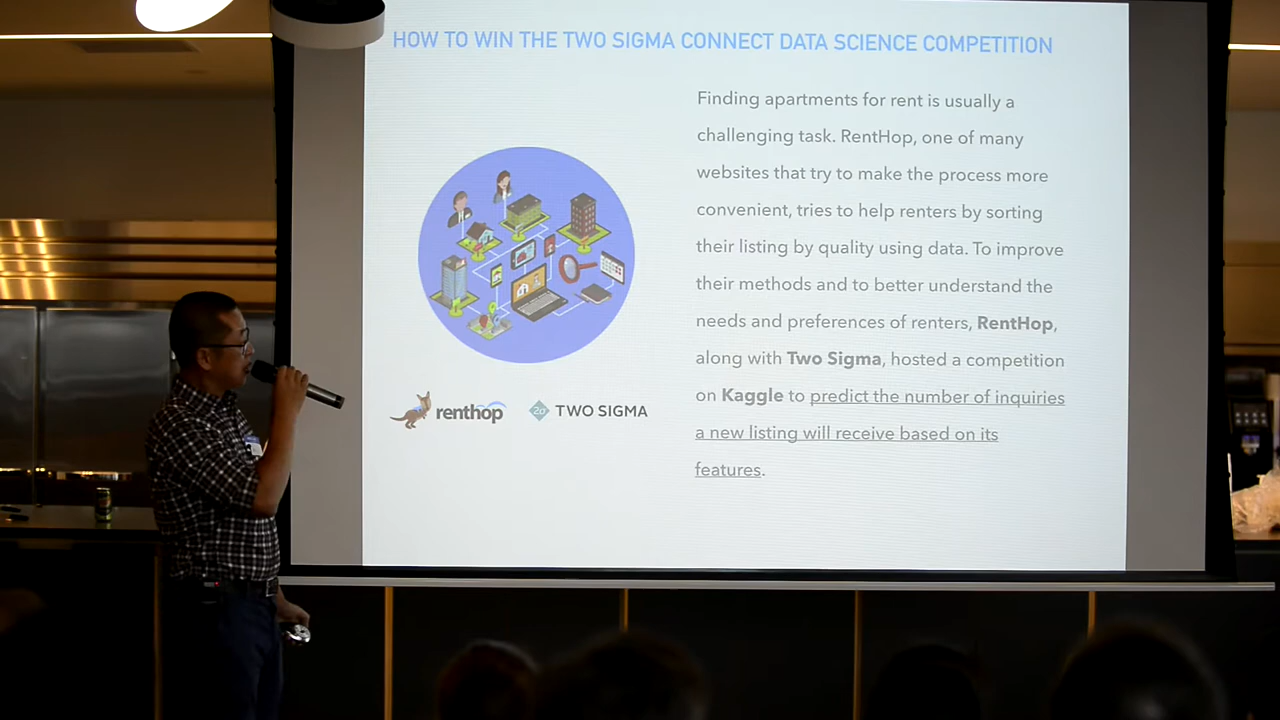 HOW TO WIN THE TWO SIGMA CONNECT DATA SCIENCE COMPETITION
Finding apartments for rent is usually a
challenging task. RentHop, one of many
websites that try to make the process more
convenient, tries to help renters by sorting
their listing by quality using data. To improve
their methods and to better understand the
needs and preferences of renters, RentHop,
along with Two Sigma, hosted a competition
on Kaggle to predict the number of inquiries
a new listing will receive based on its
features.
renthop
2σ TWO SIGMA